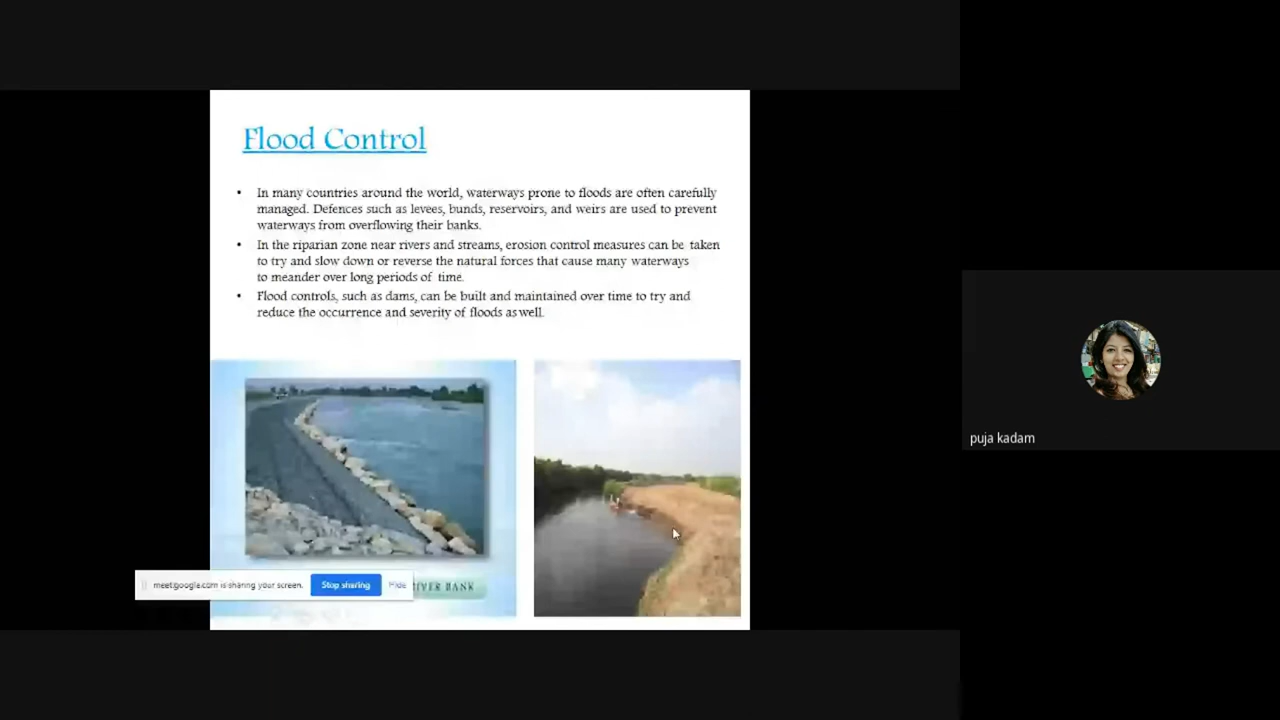 Flood Control
• In many countries around the world, waterways prone to floods are often carefully
managed. Defences such as levees, bunds, reservoirs, and weirs are used to prevent
waterways from overflowing their banks.
• In the riparian zone near rivers and streams, erosion control measures can be taken
to try and slow down or reverse the natural forces that cause many waterways
to meander over long periods of time.
• Flood controls, such as dams, can be built and maintained over time to try and
reduce the occurrence and severity of floods as well.
RIVER BANK
meet.google.com is sharing your screen.
Stop sharing
Hide
puja kadam